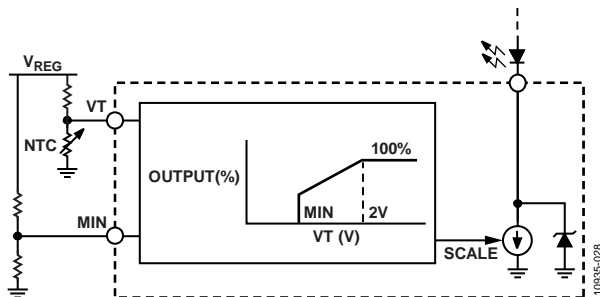 VREG
VT
NTC
100%
OUTPUT(%)
MIN
2V
MIN
VT (V)
SCALE
10935-028